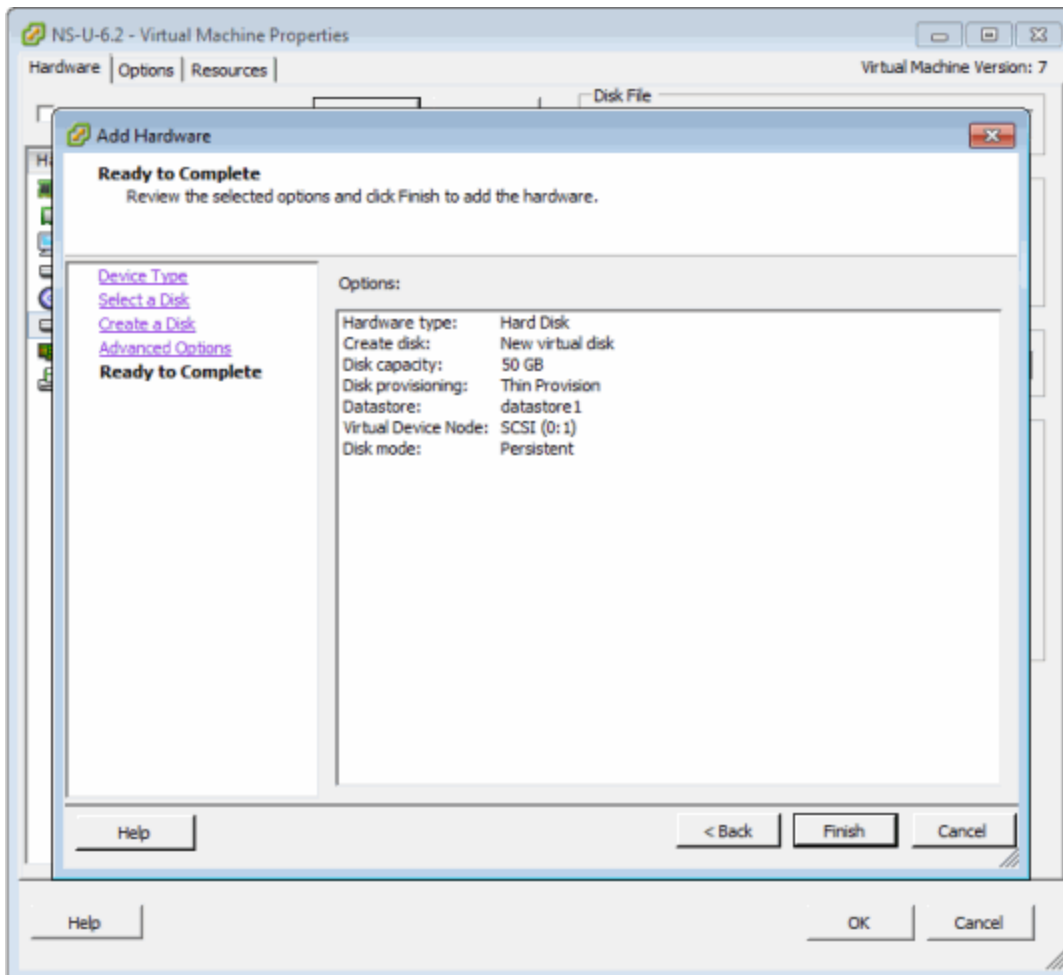 NS-U-6.2 - Virtual Machine Properties
Hardware Options Resources Virtual Machine Version: 7
Disk File
Add Hardware
Ready to Complete
Review the selected options and click Finish to add the hardware.
Device Type
Select a Disk
Create a Disk
Advanced Options
Ready to Complete
Options:
Hardware type: Hard Disk
Create disk: New virtual disk
Disk capacity: 50 GB
Disk provisioning: Thin Provision
Datastore: datastore1
Virtual Device Node: SCSI (0:1)
Disk mode: Persistent
Help < Back Finish Cancel
Help OK Cancel